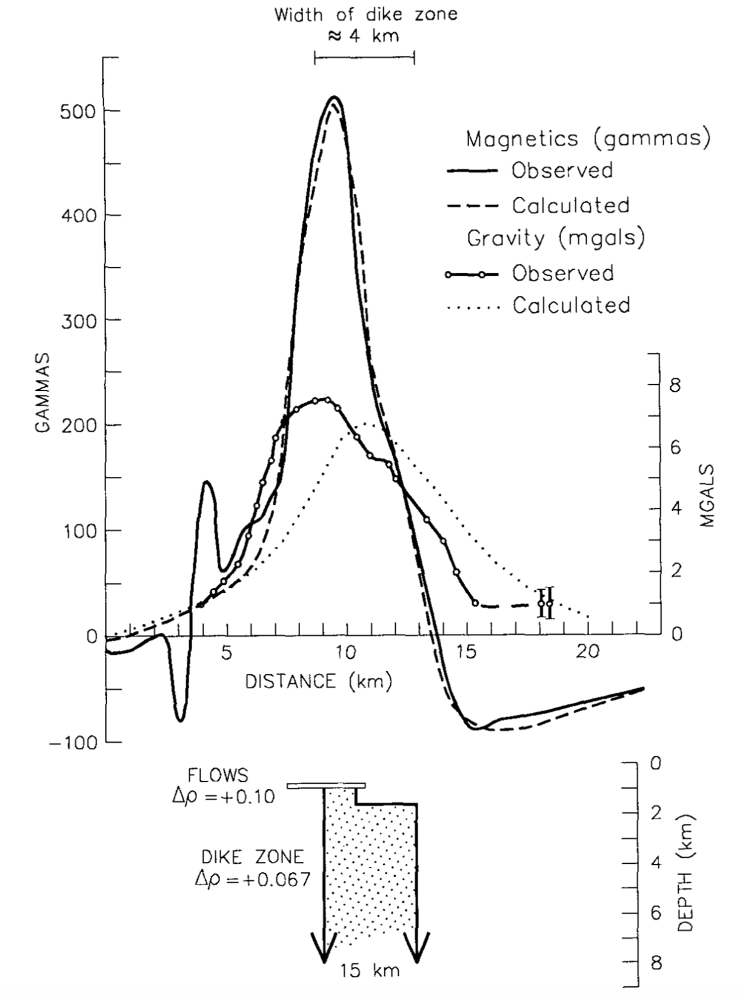 Width of dike zone
≈ 4 km
500
400
300
200
100
0
−100
GAMMAS
Magnetics (gammas)
Observed
Calculated
Gravity (mgals)
Observed
Calculated
8
6
4
2
0
MGALS
5
10
15
20
DISTANCE (km)
FLOWS
Δρ =+0.10
DIKE ZONE
Δρ =+0.067
15 km
0
2
4
6
8
DEPTH (km)